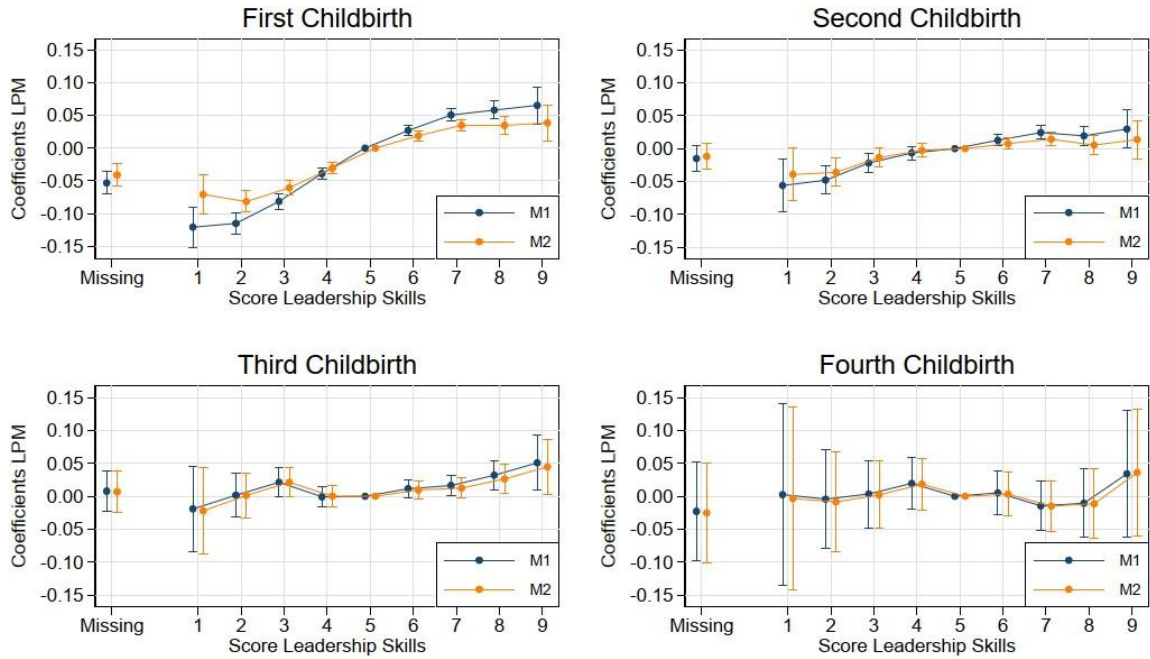 First Childbirth
Coefficients LPM
0.15
0.10
0.05
0.00
-0.05
-0.10
-0.15
M1
M2
Missing 1 2 3 4 5 6 7 8 9
Score Leadership Skills
Second Childbirth
Coefficients LPM
0.15
0.10
0.05
0.00
-0.05
-0.10
-0.15
M1
M2
Missing 1 2 3 4 5 6 7 8 9
Score Leadership Skills
Third Childbirth
Coefficients LPM
0.15
0.10
0.05
0.00
-0.05
-0.10
-0.15
M1
M2
Missing 1 2 3 4 5 6 7 8 9
Score Leadership Skills
Fourth Childbirth
Coefficients LPM
0.15
0.10
0.05
0.00
-0.05
-0.10
-0.15
M1
M2
Missing 1 2 3 4 5 6 7 8 9
Score Leadership Skills